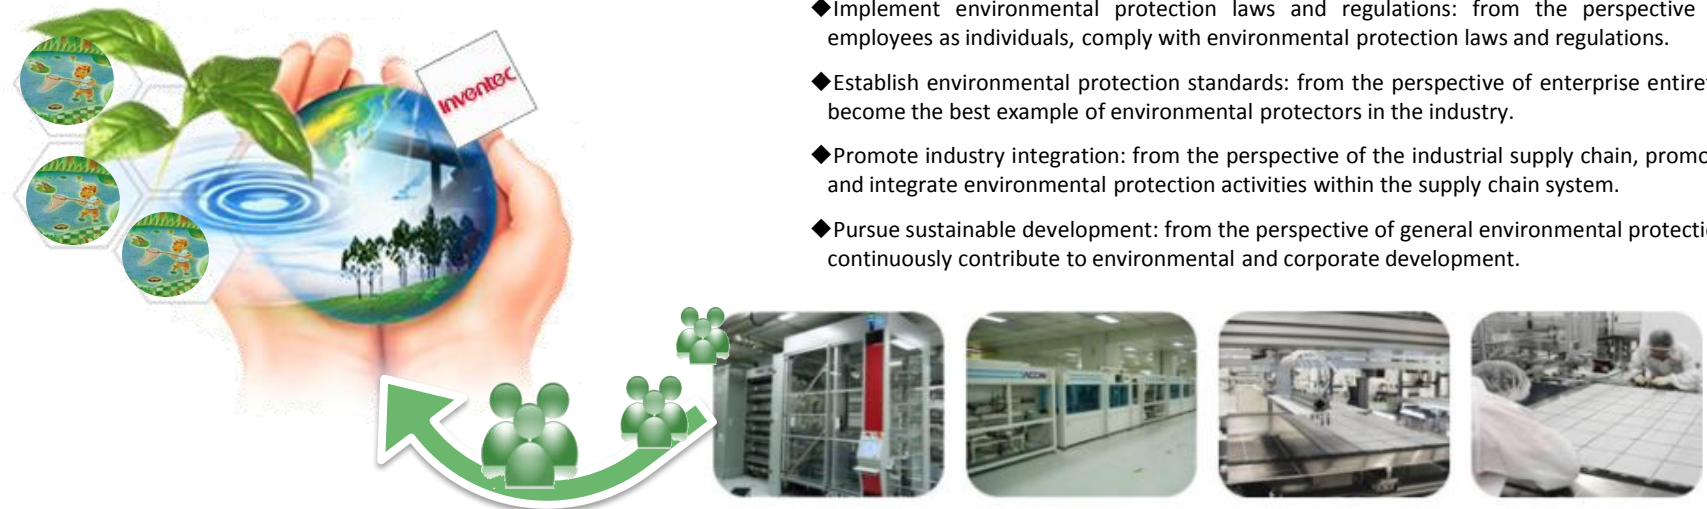 Inventec
◆Implement environmental protection laws and regulations: from the perspective
employees as individuals, comply with environmental protection laws and regulations.
◆Establish environmental protection standards: from the perspective of enterprise
become the best example of environmental protectors in the industry.
◆Promote industry integration: from the perspective of the industrial supply chain,
and integrate environmental protection activities within the supply chain system.
◆Pursue sustainable development: from the perspective of general environmental
continuously contribute to environmental and corporate development.